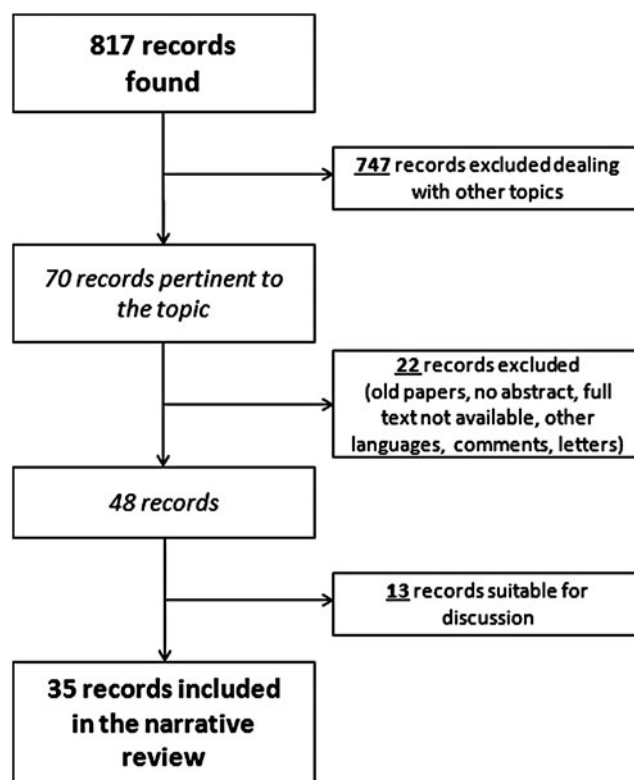 817 records
found
747 records excluded dealing
with other topics
70 records pertinent to
the topic
22 records excluded
(old papers, no abstract, full
text not available, other
languages, comments, letters)
48 records
13 records suitable for
discussion
35 records included
in the narrative
review